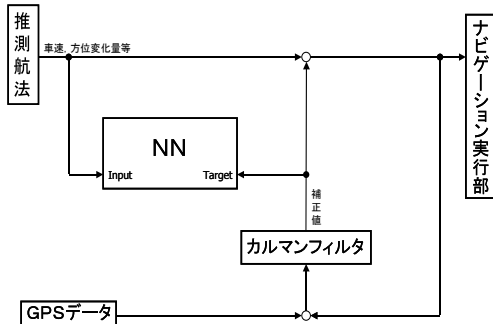 推測航法
車速，方位変化量等
ナビゲーション実行部
NN
Input
Target
補正値
カルマンフィルタ
GPSデータ